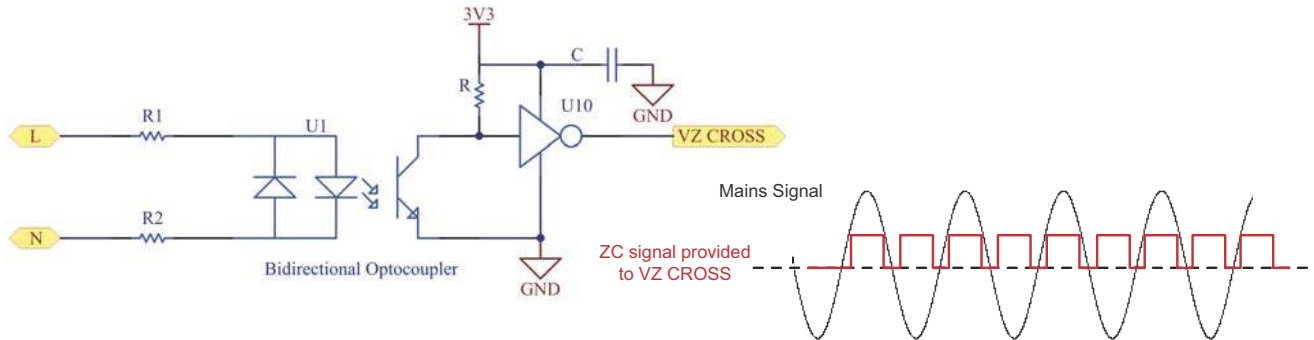 3V3
C
R
GND
U10
L
R1
U1
VZ CROSS
N
R2
Bidirectional Optocoupler
GND
Mains Signal
ZC signal provided
to VZ CROSS